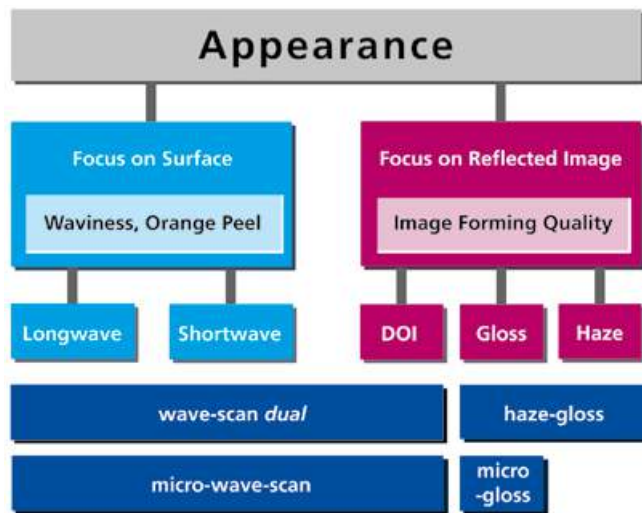 Appearance
Focus on Surface
Waviness, Orange Peel
Focus on Reflected Image
Image Forming Quality
Longwave
Shortwave
DOI
Gloss
Haze
wave-scan dual
haze-gloss
micro-wave-scan
micro
-gloss